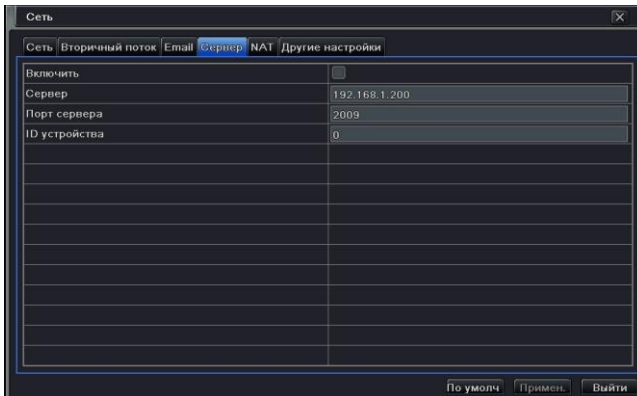 Сеть
Сеть Вторичный поток Email Сервер NAT Другие настройки
Включить
Сервер 192.168.1.200
Порт сервера 2009
ID устройства 0
По умолч Примен. Выйти